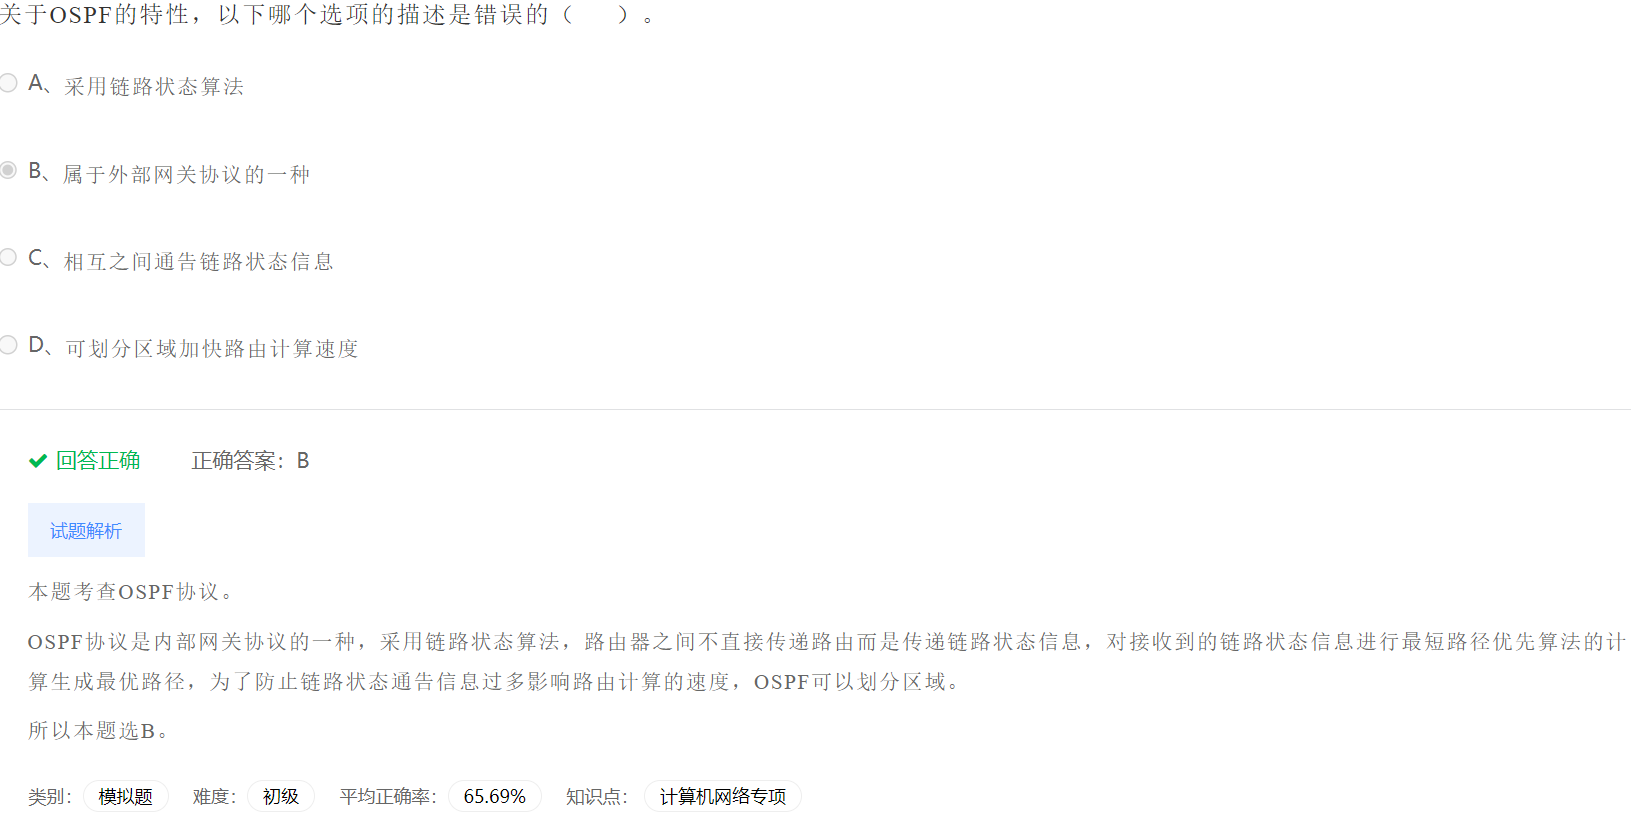 关于OSPF的特性，以下哪个选项的描述是错误的（　　）。
A、采用链路状态算法
B、属于外部网关协议的一种
C、相互之间通告链路状态信息
D、可划分区域加快路由计算速度
回答正确 正确答案：B
试题解析
本题考查OSPF协议。
OSPF协议是内部网关协议的一种，采用链路状态算法，路由器之间不直接传递路由而是传递链路状态信息，对接收到的链路状态信息进行最短路径优先算法的计
算生成最优路径，为了防止链路状态通告信息过多影响路由计算的速度，OSPF可以划分区域。
所以本题选B。
类别： 模拟题 难度： 初级 平均正确率： 65.69% 知识点： 计算机网络专项